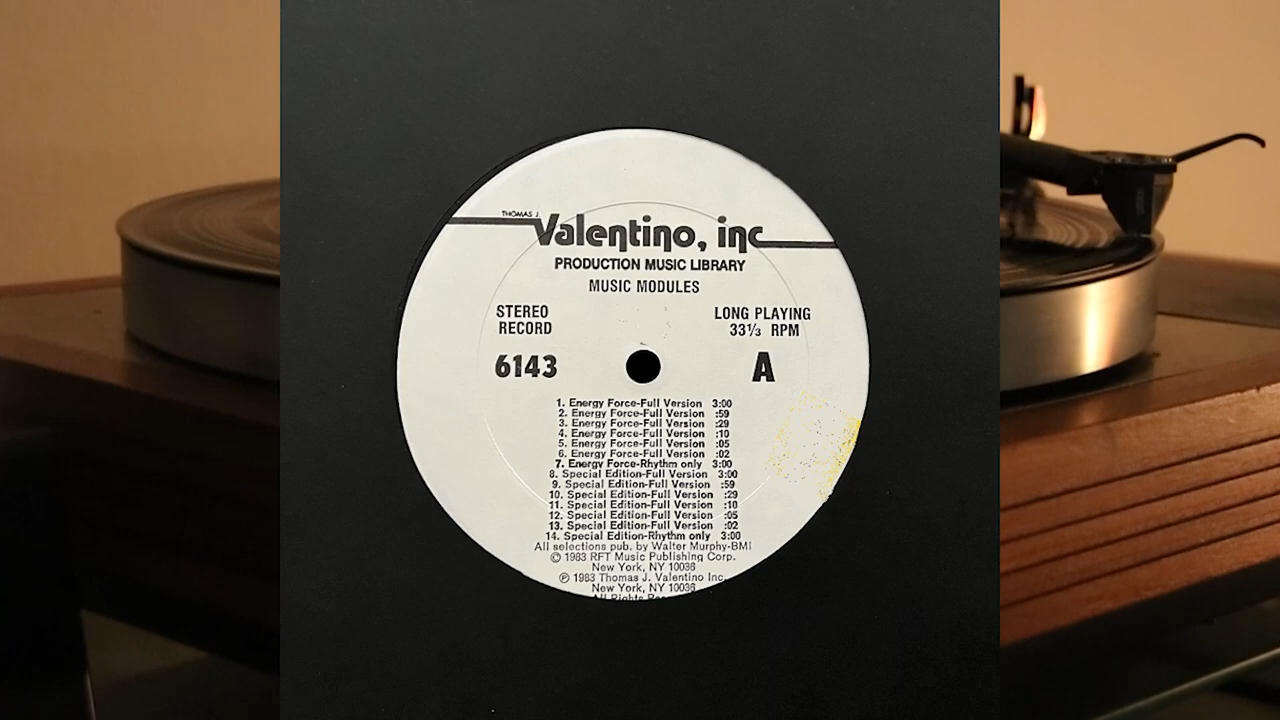 THOMAS J.
Valentino, inc
PRODUCTION MUSIC LIBRARY
MUSIC MODULES
STEREO RECORD
LONG PLAYING 33⅓ RPM
6143
A
1. Energy Force-Full Version 3:00
2. Energy Force-Full Version :59
3. Energy Force-Full Version :29
4. Energy Force-Full Version :10
5. Energy Force-Full Version :05
6. Energy Force-Full Version :02
7. Energy Force-Rhythm only 3:00
8. Special Edition-Full Version 3:00
9. Special Edition-Full Version :59
10. Special Edition-Full Version :29
11. Special Edition-Full Version :10
12. Special Edition-Full Version :05
13. Special Edition-Full Version :02
14. Special Edition-Rhythm only 3:00
All selections pub. by Walter Murphy-BMI
© 1983 RFT Music Publishing Corp.
New York, NY 10036
℗ 1983 Thomas J. Valentino Inc.
New York, NY 10036
All Rights